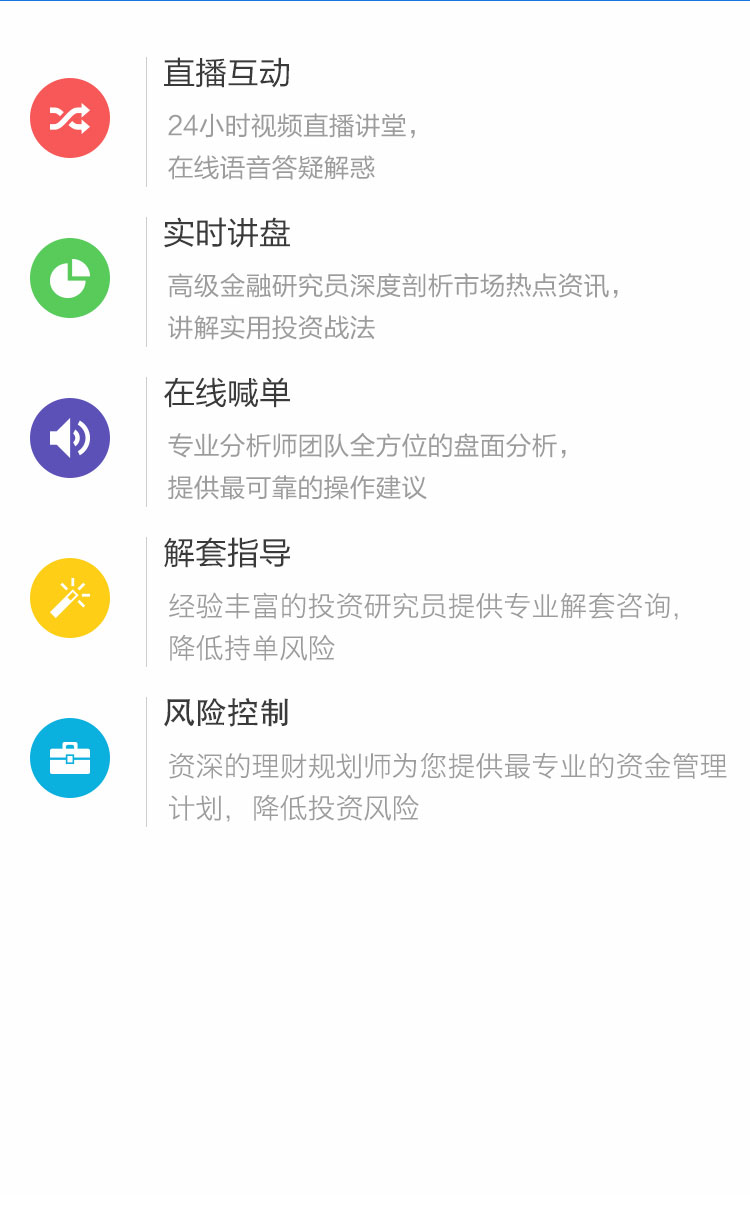 直播互动
24小时视频直播讲堂，
在线语音答疑解惑
实时讲盘
高级金融研究员深度剖析市场热点资讯，
讲解实用投资战法
在线喊单
专业分析师团队全方位的盘面分析，
提供最可靠的操作建议
解套指导
经验丰富的投资研究员提供专业解套咨询，
降低持单风险
风险控制
资深的理财规划师为您提供最专业的资金管理
计划，降低投资风险